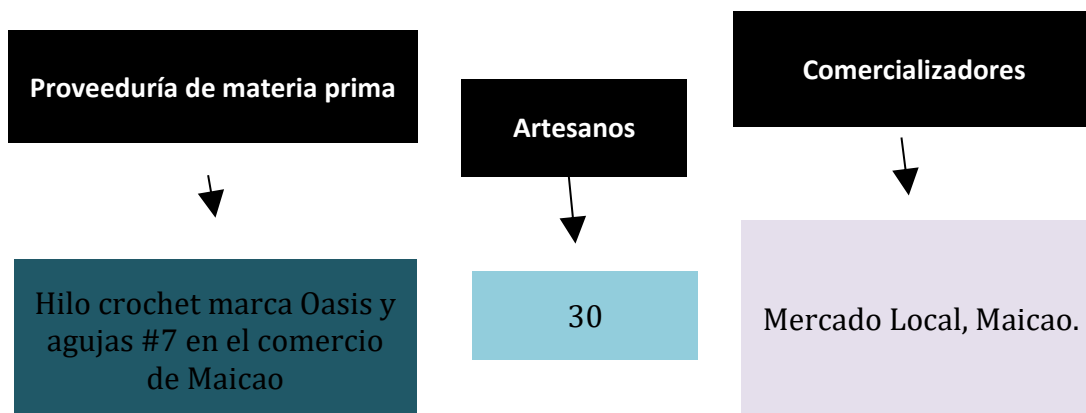 Proveeduría de materia prima
Artesanos
Comercializadores
Hilo crochet marca Oasis y
agujas #7 en el comercio
de Maicao
30
Mercado Local, Maicao.